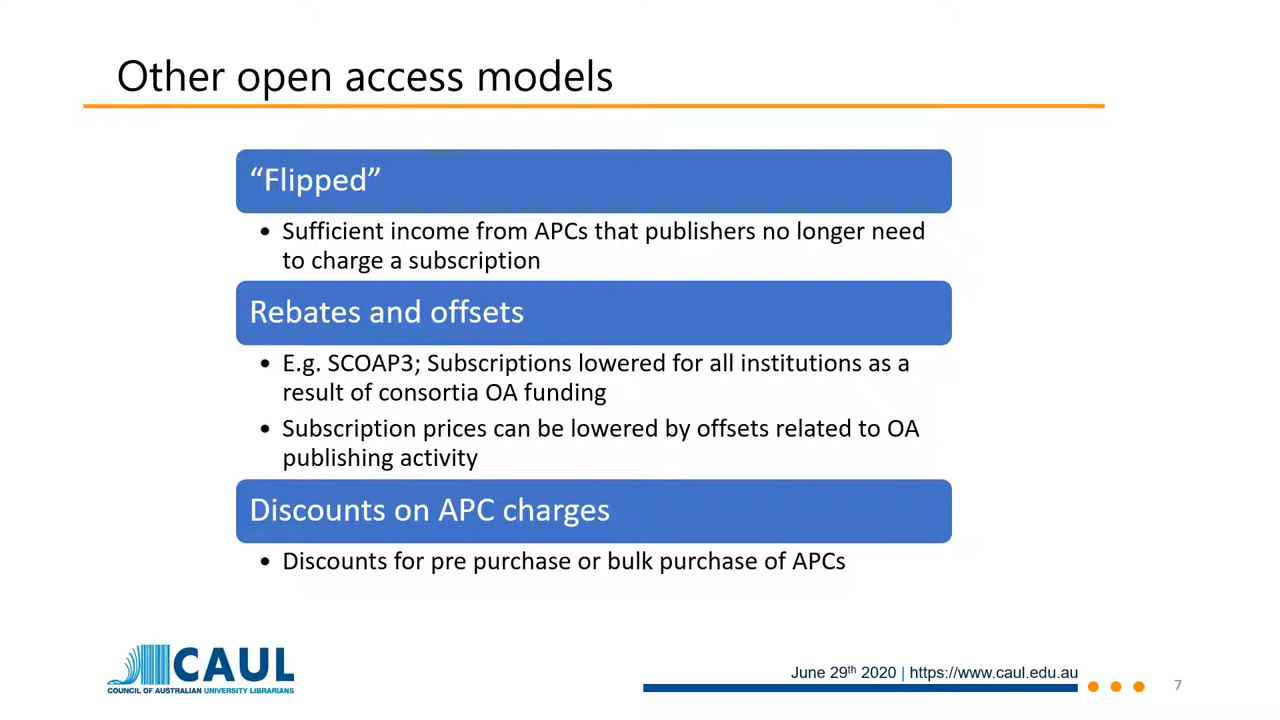 Other open access models
“Flipped”
• Sufficient income from APCs that publishers no longer need
to charge a subscription
Rebates and offsets
• E.g. SCOAP3; Subscriptions lowered for all institutions as a
result of consortia OA funding
• Subscription prices can be lowered by offsets related to OA
publishing activity
Discounts on APC charges
• Discounts for pre purchase or bulk purchase of APCs
CAUL
COUNCIL OF AUSTRALIAN UNIVERSITY LIBRARIANS
June 29th 2020 | https://www.caul.edu.au
7